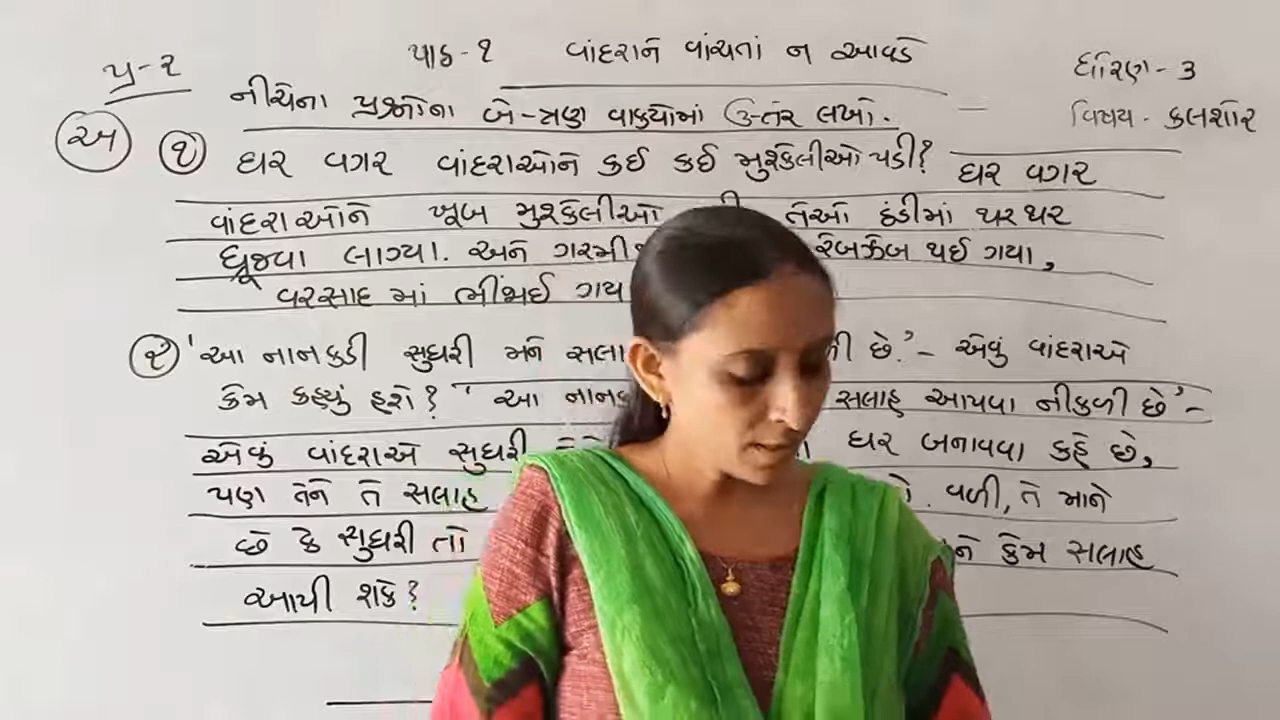 પાઠ-૧ વાંદરાને વાંચતાં ન આવડે
ધોરણ - 3
પ્ર-૨
નીચેના પ્રશ્નોના બે-ત્રણ વાક્યોમાં ઉત્તર લખો.
વિષય - કલશોર
અ ૧ ઘર વગર વાંદરાઓને કઈ કઈ મુશ્કેલીઓ પડી? ઘર વગર
વાંદરાઓને ખૂબ મુશ્કેલીઓ તેઓ ઠંડીમાં થરથર
ધ્રૂજવા લાગ્યા. અને ગરમી રેબઝેબ થઈ ગયા,
વરસાદ માં ભીંજાઈ ગય
૨ 'આ નાનકડી સુઘરી મને સલા ળી છે.' - એવું વાંદરાએ
કેમ કહ્યું હશે? 'આ નાનક સલાહ આપવા નીકળી છે' -
એવું વાંદરાએ સુઘરી ઘર બનાવવા કહે છે,
પણ તેને તે સલાહ વળી, તે માને
છે કે સુઘરી તો ને કેમ સલાહ
આપી શકે?